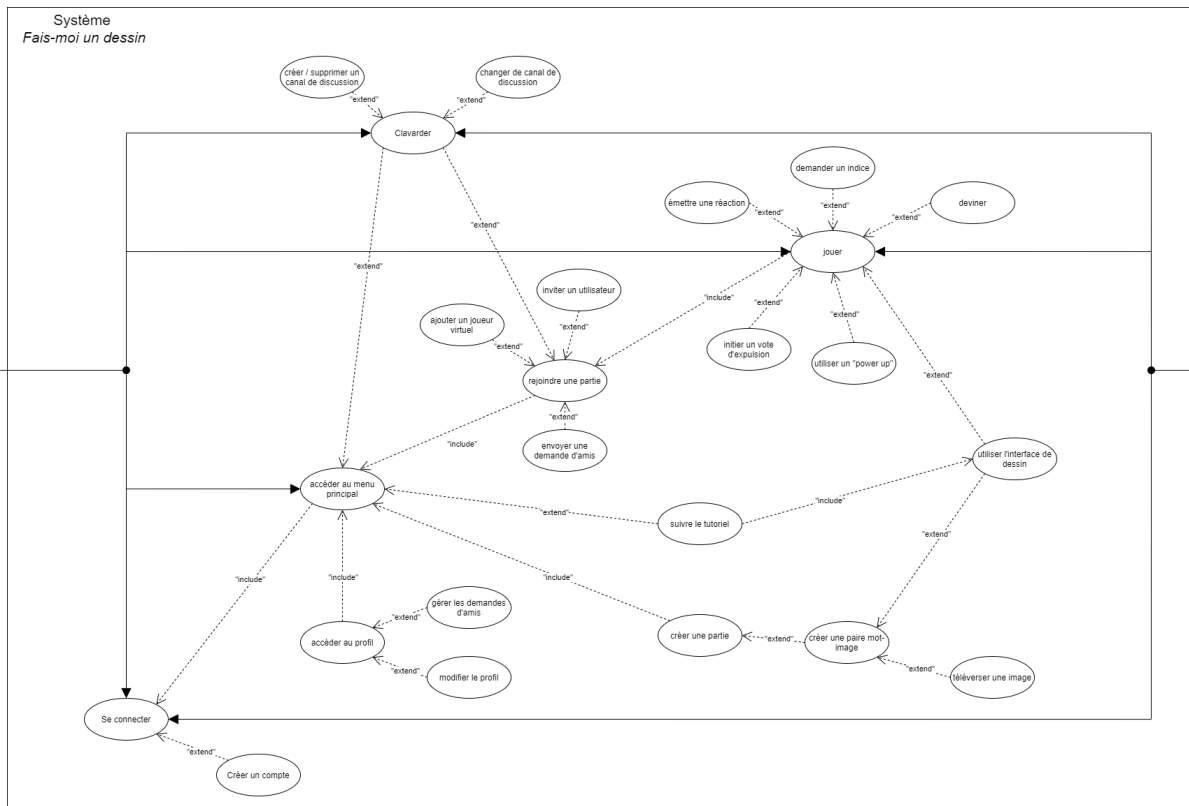 Système
Fais-moi un dessin
créer / supprimer un
canal de discussion
changer de canal de
discussion
"extend"
"extend"
Clavarder
demander un indice
émettre une réaction
deviner
"extend"
"extend"
"extend"
"extend"
jouer
"extend"
inviter un utilisateur
"include"
"extend"
"extend"
ajouter un joueur
virtuel
"extend"
"extend"
initier un vote
d'expulsion
utiliser un "power up"
rejoindre une partie
"extend"
"extend"
"include"
envoyer une
demande d'amis
utiliser l'interface de
dessin
accèder au menu
principal
"extend"
suivre le tutoriel
"include"
"extend"
"include"
"include"
"include"
gérer les demandes
d'amis
"extend"
accèder au profil
créer une partie
"extend"
créer une paire mot-
image
"extend"
modifier le profil
"extend"
téléverser une image
Se connecter
"extend"
Créer un compte